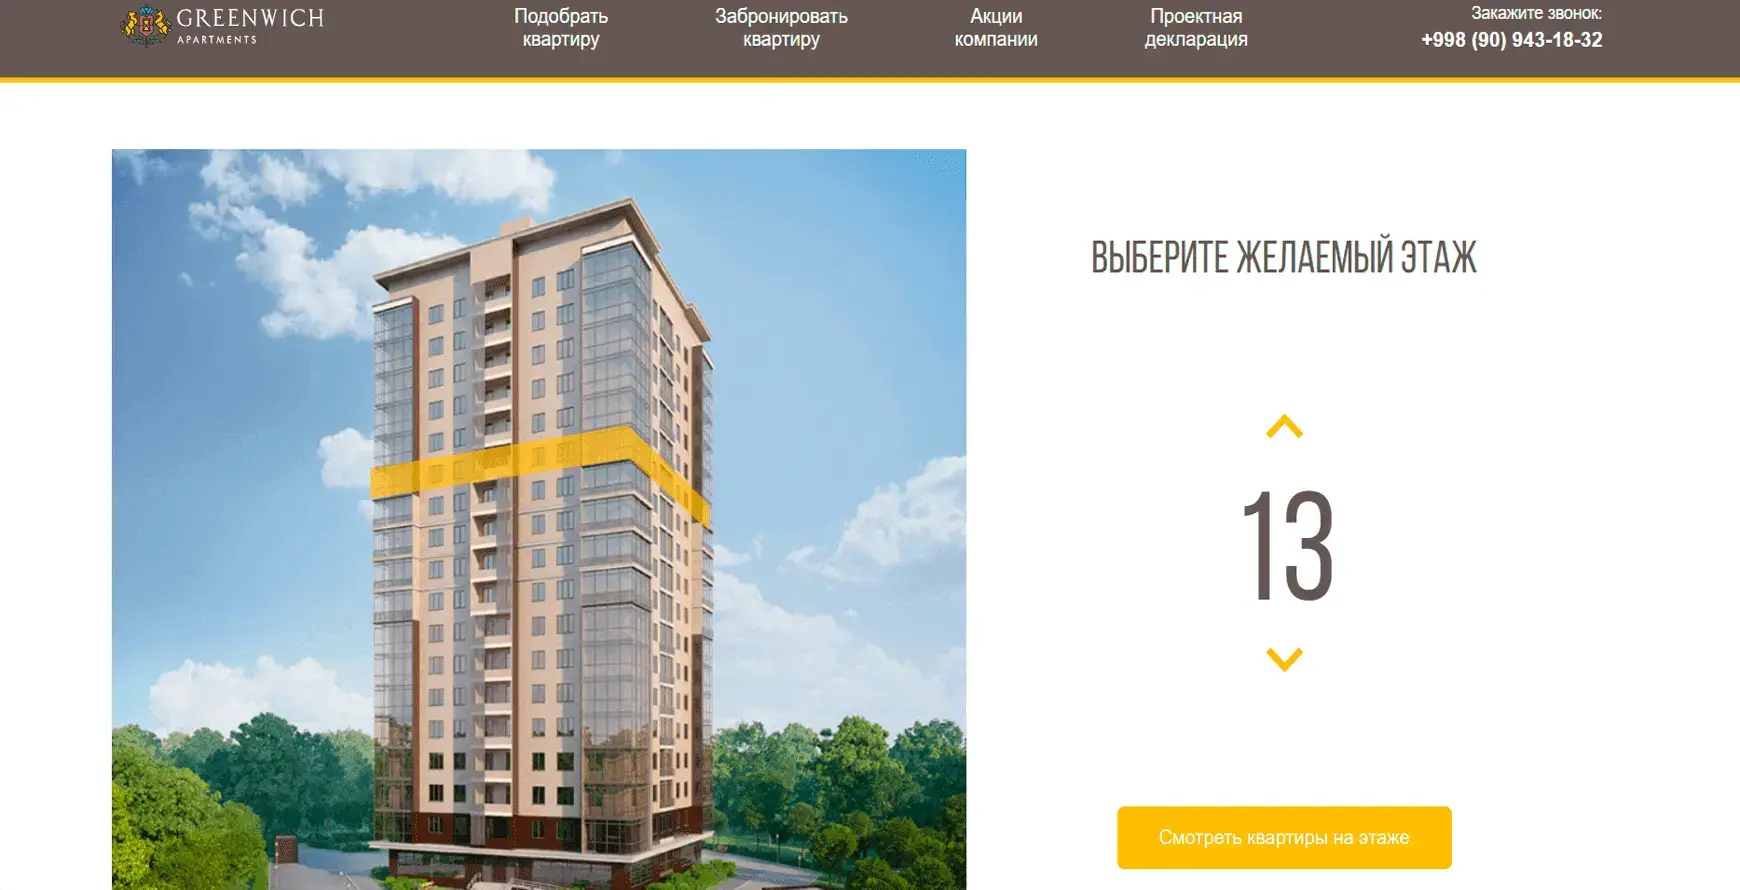 GREENWICH
APARTMENTS
Подобрать
квартиру
Забронировать
квартиру
Акции
компании
Проектная
декларация
Закажите звонок:
+998 (90) 943-18-32
ВЫБЕРИТЕ ЖЕЛАЕМЫЙ ЭТАЖ
13
Смотреть квартиры на этаже